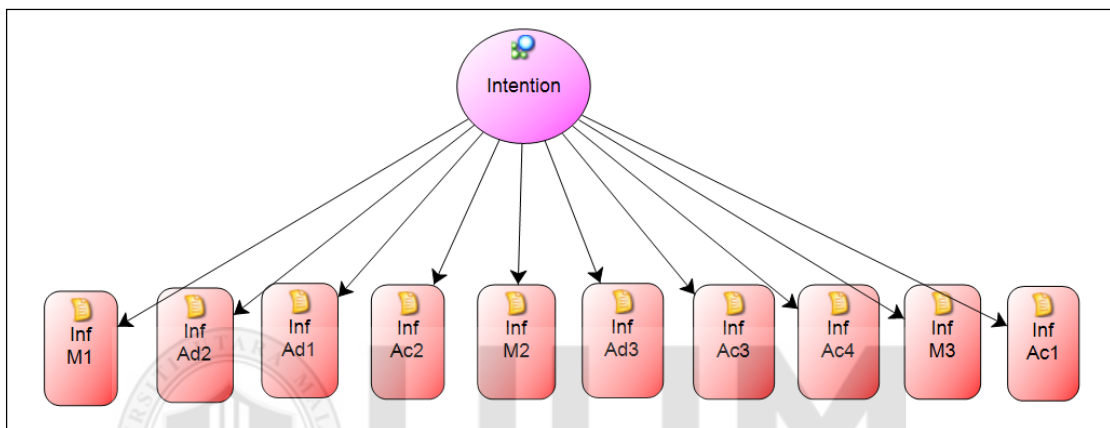 Intention
Inf
M1
Inf
Ad2
Inf
Ad1
Inf
Ac2
Inf
M2
Inf
Ad3
Inf
Ac3
Inf
Ac4
Inf
M3
Inf
Ac1